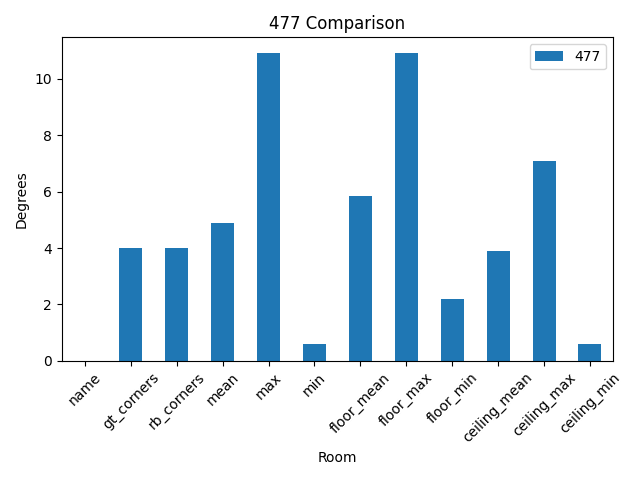 477 Comparison
477
Degrees
10
8
6
4
2
0
name
gt_corners
rb_corners
mean
max
min
floor_mean
floor_max
floor_min
ceiling_mean
ceiling_max
ceiling_min
Room